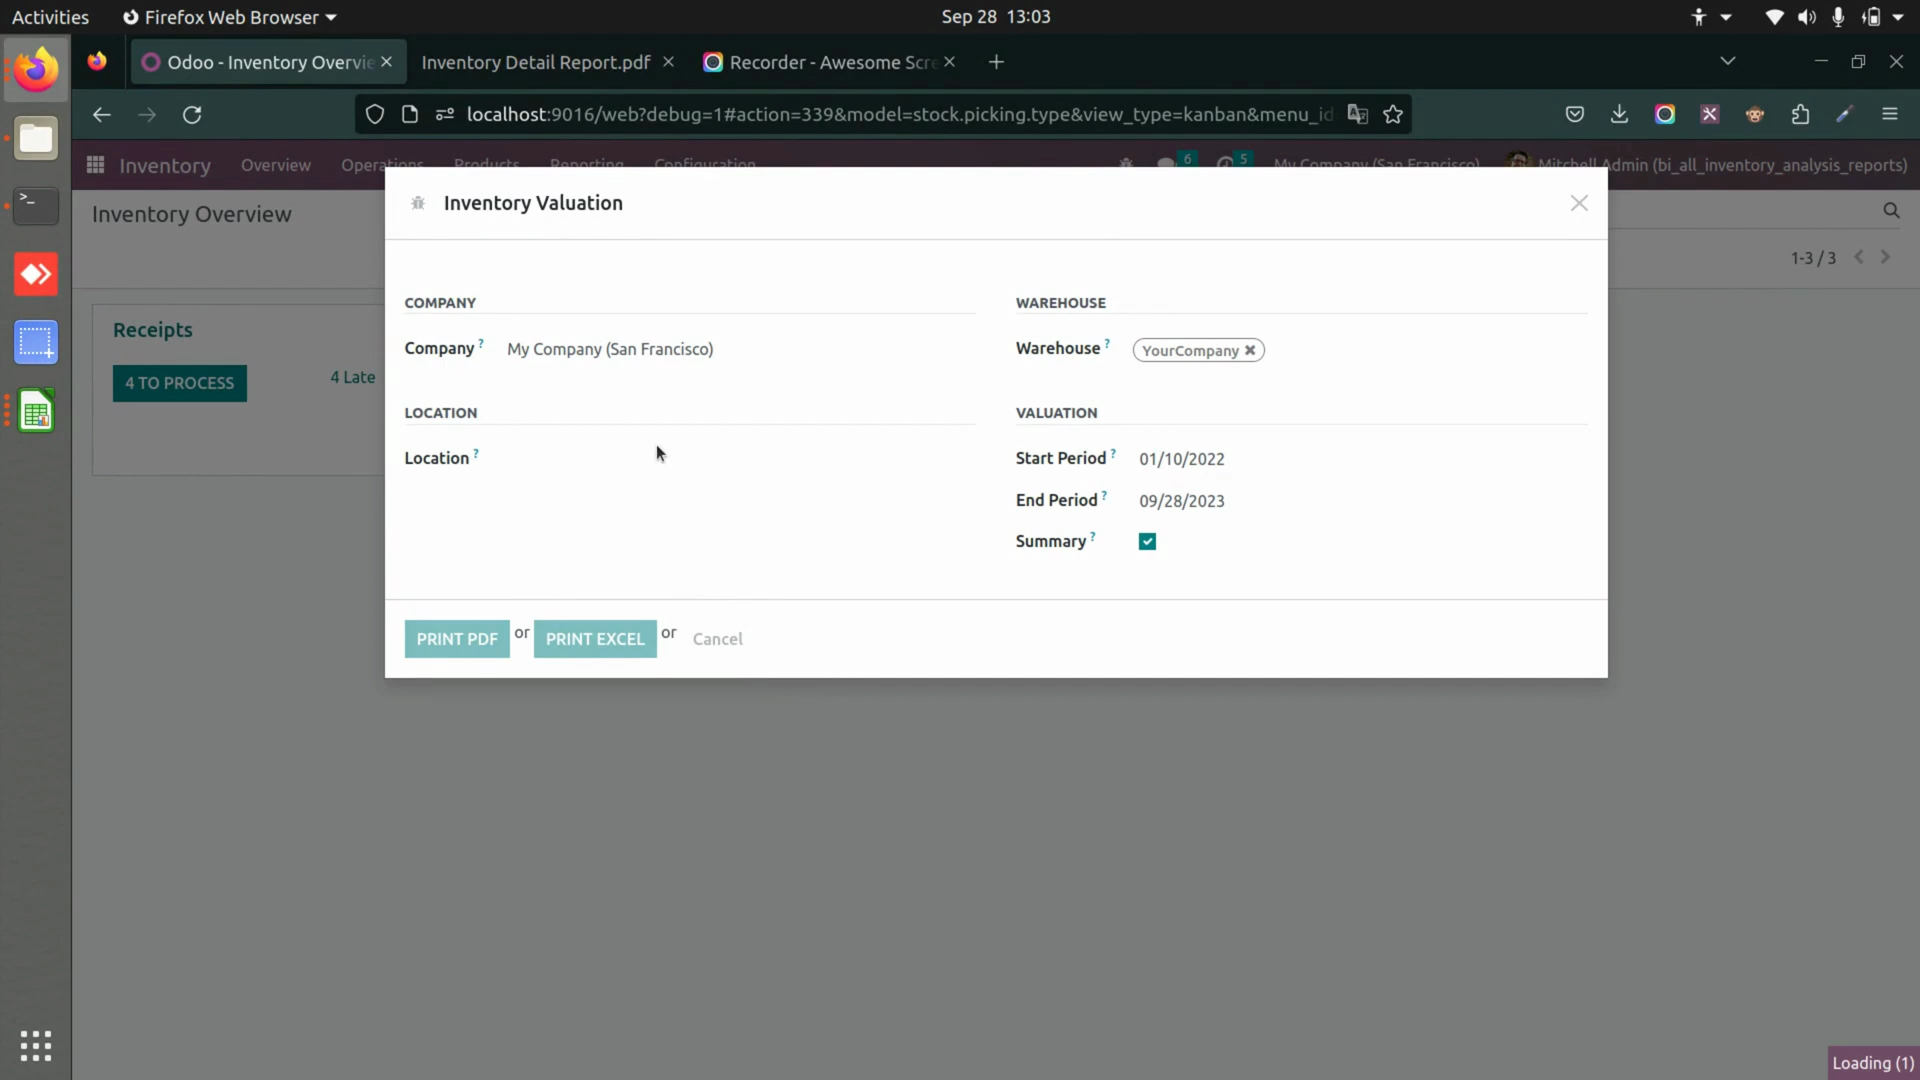 Activities Firefox Web Browser Sep 28 13:03
Odoo - Inventory Overvie Inventory Detail Report.pdf Recorder - Awesome Scre
localhost:9016/web?debug=1#action=339&model=stock.picking.type&view_type=kanban&menu_id
Inventory Overview Operations Products Reporting Configuration 6 5 My Company (San Francisco) Mitchell Admin (bi_all_inventory_analysis_reports)
Inventory Overview
Inventory Valuation
1-3 / 3
COMPANY WAREHOUSE
Receipts
Company ? My Company (San Francisco) Warehouse ? YourCompany
4 TO PROCESS 4 Late
LOCATION VALUATION
Location ? Start Period ? 01/10/2022
End Period ? 09/28/2023
Summary ?
PRINT PDF or PRINT EXCEL or Cancel
Loading (1)